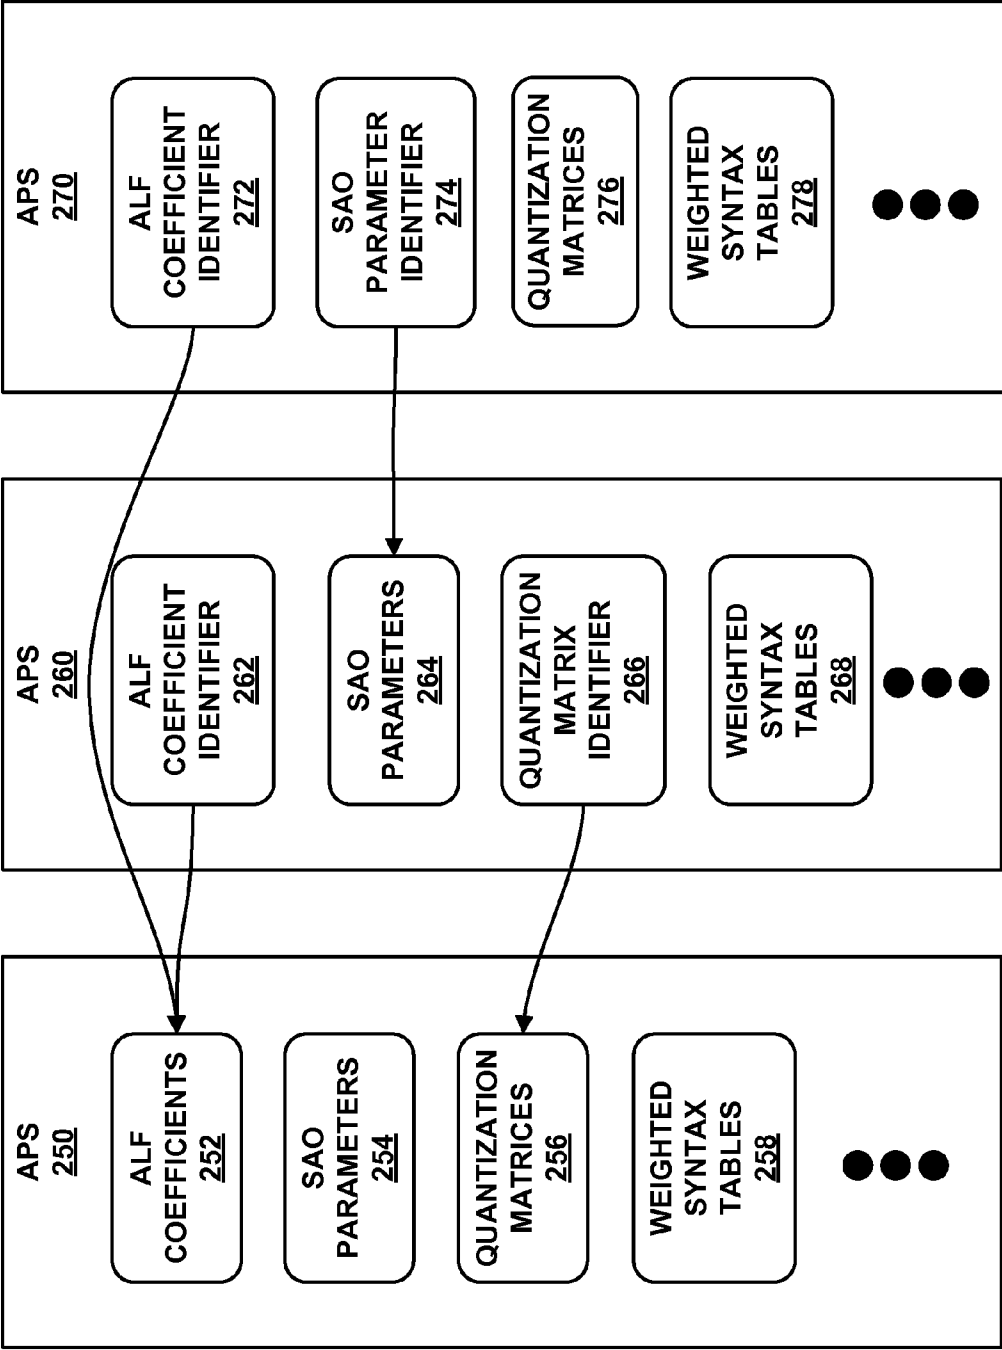 APS
250
ALF
COEFFICIENTS
252
SAO
PARAMETERS
254
QUANTIZATION
MATRICES
256
WEIGHTED
SYNTAX
TABLES
258
APS
260
ALF
COEFFICIENT
IDENTIFIER
262
SAO
PARAMETERS
264
QUANTIZATION
MATRIX
IDENTIFIER
266
WEIGHTED
SYNTAX
TABLES
268
APS
270
ALF
COEFFICIENT
IDENTIFIER
272
SAO
PARAMETER
IDENTIFIER
274
QUANTIZATION
MATRICES
276
WEIGHTED
SYNTAX
TABLES
278